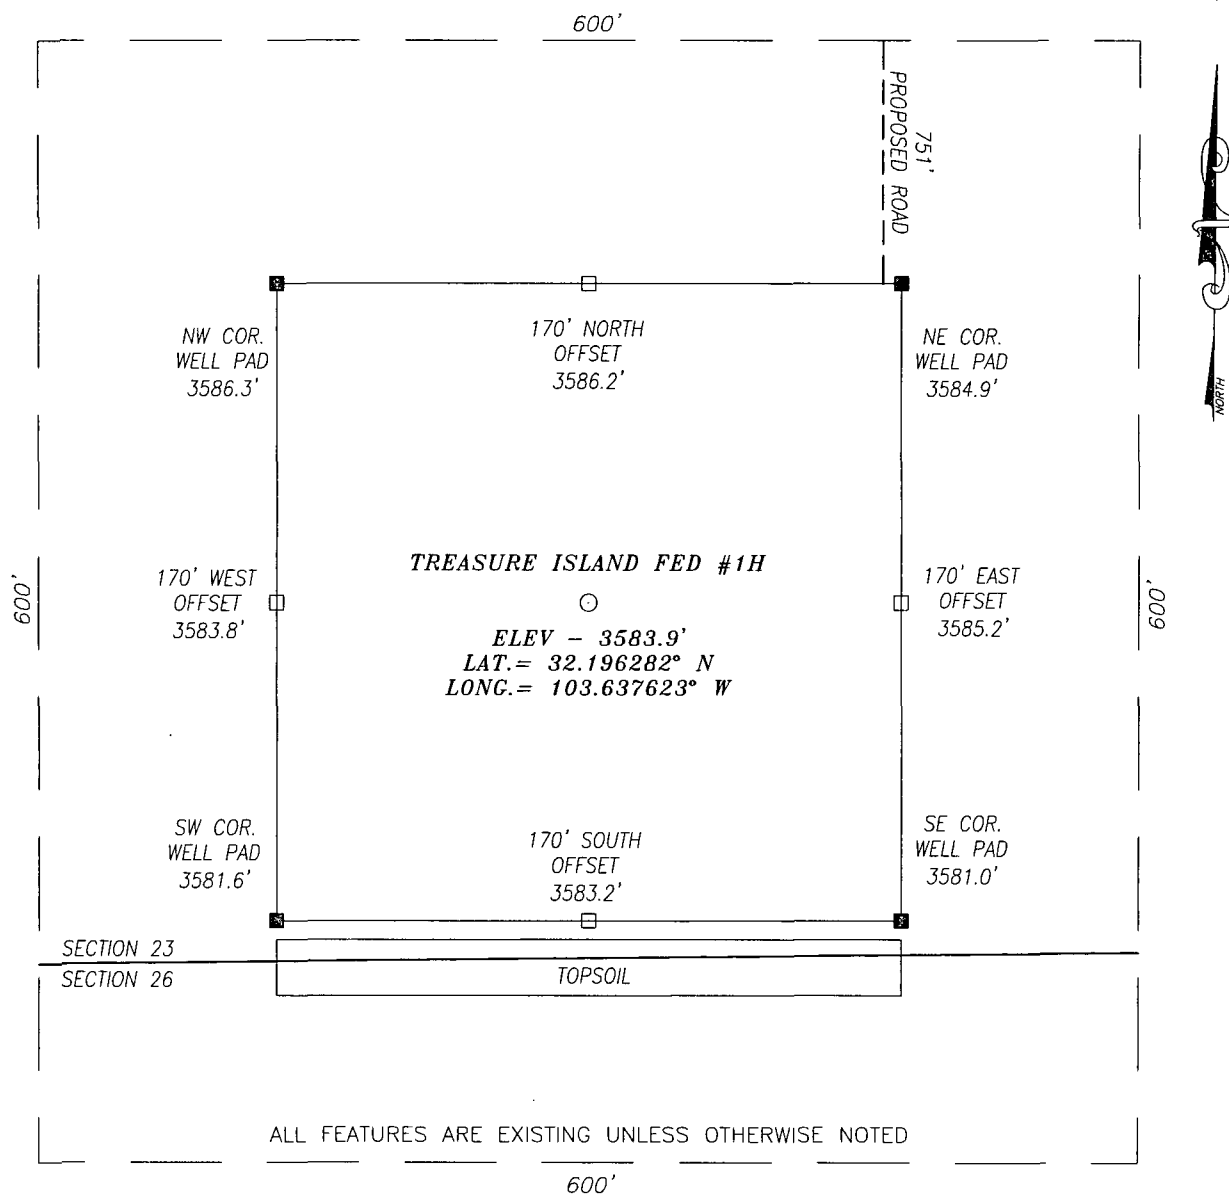 600'
751'
PROPOSED ROAD
NORTH
NW COR.
WELL PAD
3586.3'
170' NORTH
OFFSET
3586.2'
NE COR.
WELL PAD
3584.9'
600'
170' WEST
OFFSET
3583.8'
TREASURE ISLAND FED #1H
ELEV - 3583.9'
LAT.= 32.196282° N
LONG.= 103.637623° W
170' EAST
OFFSET
3585.2'
600'
SW COR.
WELL PAD
3581.6'
170' SOUTH
OFFSET
3583.2'
SE COR.
WELL PAD
3581.0'
SECTION 23
SECTION 26
TOPSOIL
ALL FEATURES ARE EXISTING UNLESS OTHERWISE NOTED
600'